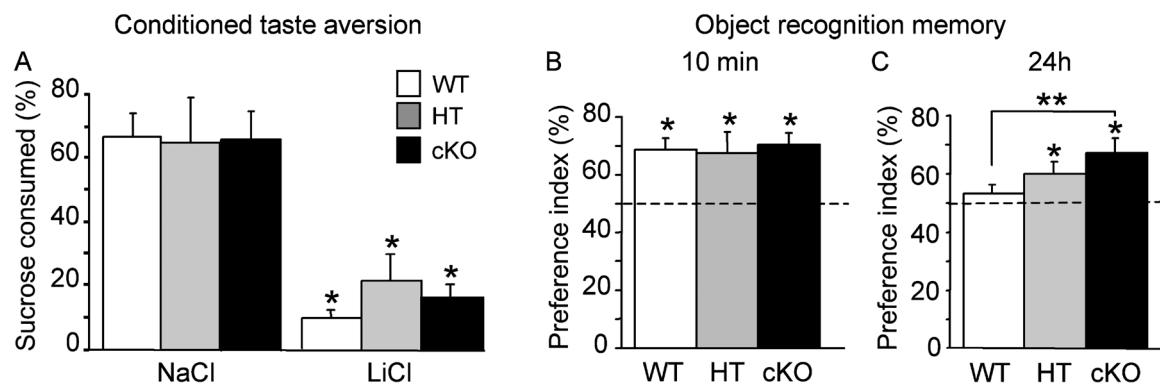 Conditioned taste aversion
Object recognition memory
A
Sucrose consumed (%)
80
60
40
20
0
WT
HT
cKO
*
*
*
NaCl
LiCl
B
10 min
Preference index (%)
80
60
40
20
0
*
*
*
WT
HT
cKO
C
24h
Preference index (%)
80
60
40
20
0
**
*
*
WT
HT
cKO